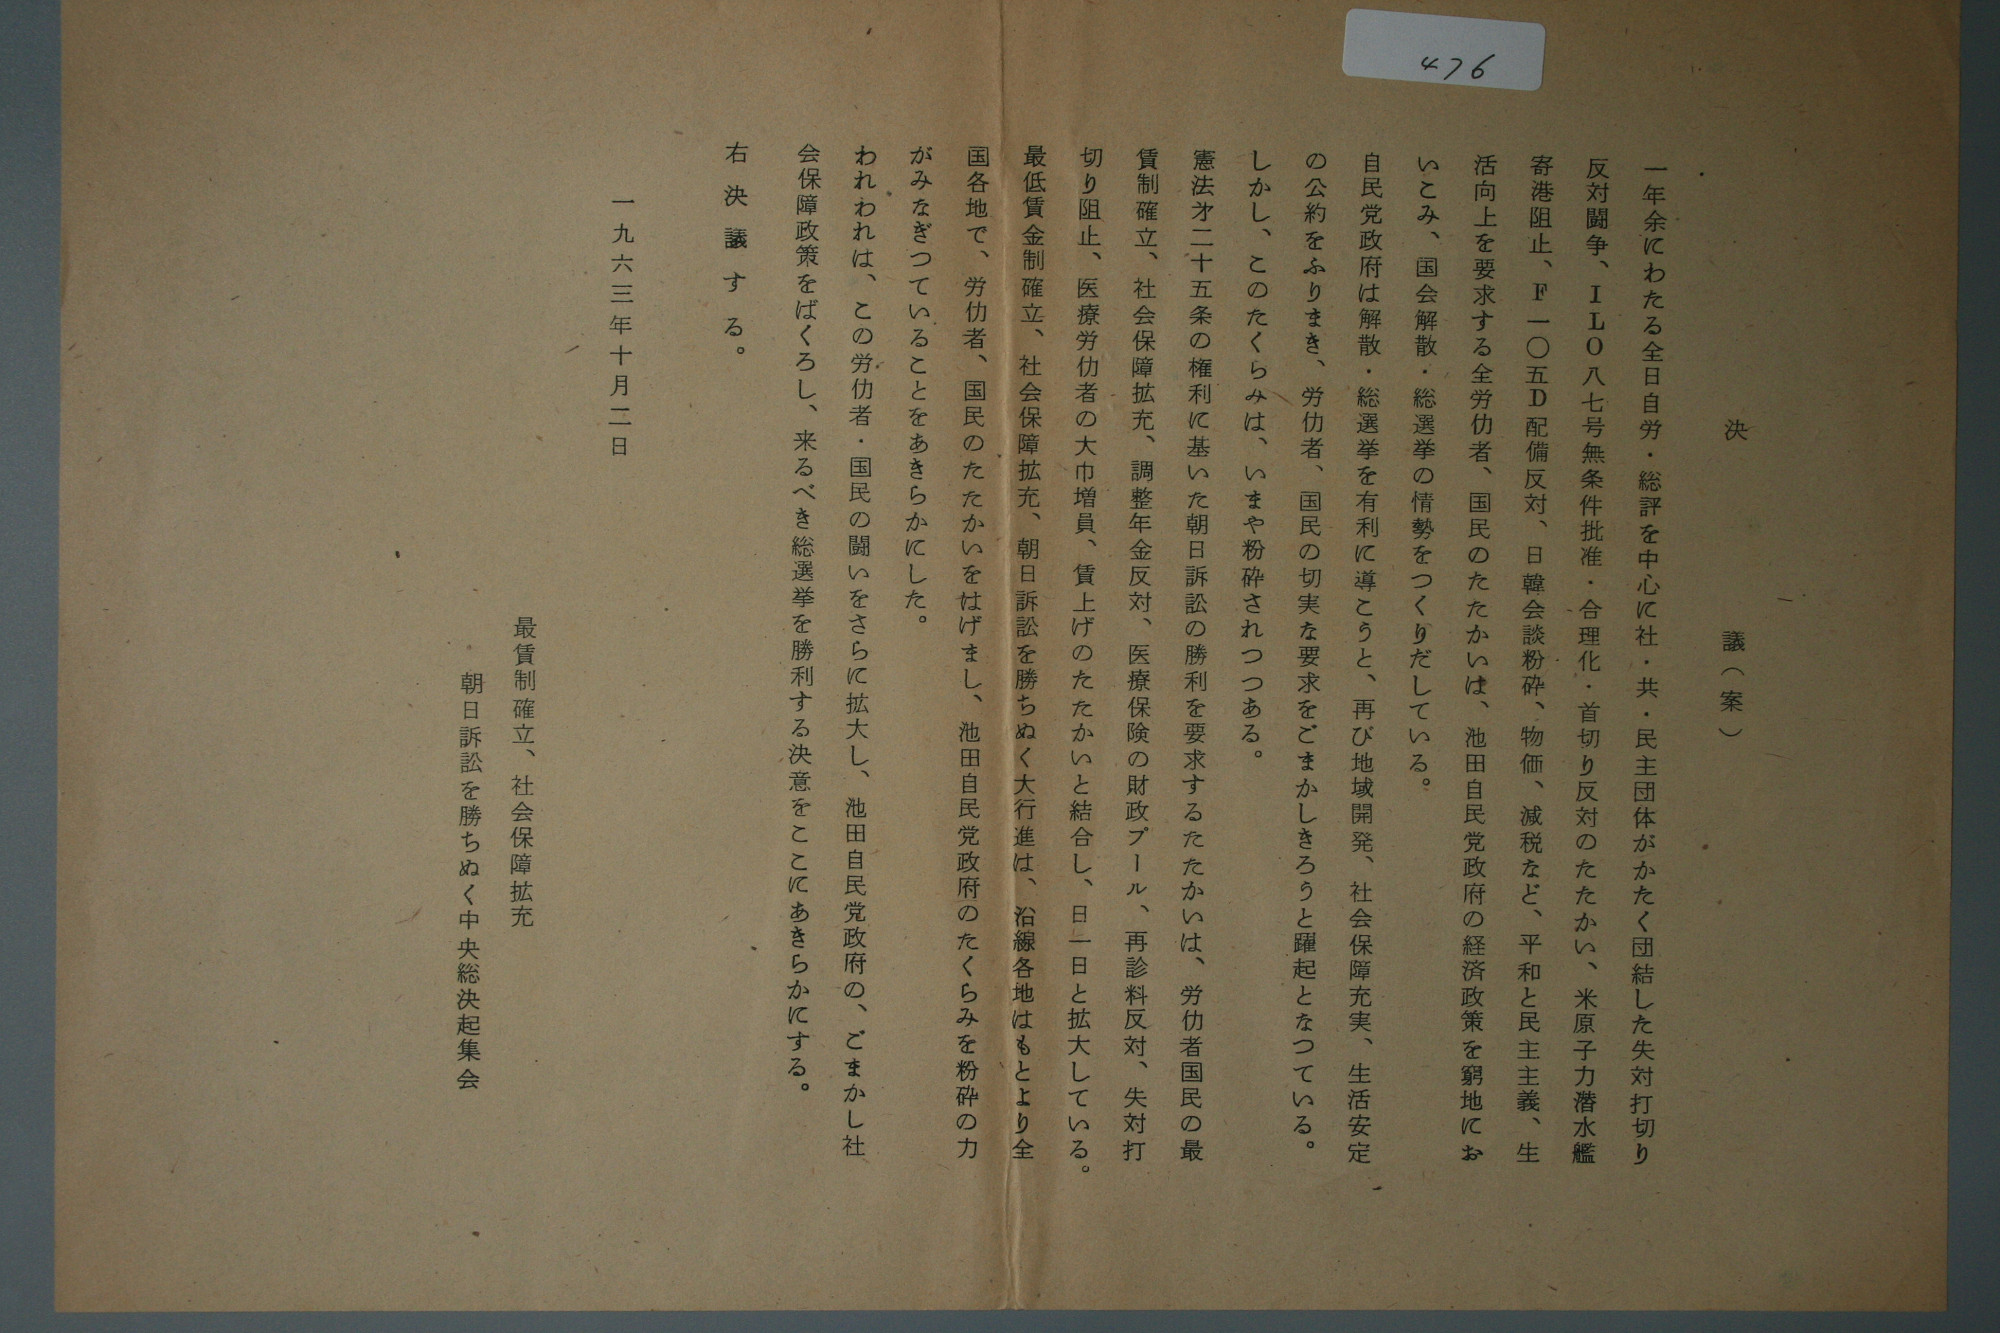 476
決議（案）
一年余にわたる全日自労・総評を中心に社・共・民主団体がかたく団結した失対打切り
反対闘争、ＩＬＯ八七号無条件批准・合理化・首切り反対のたたかい、米原子力潜水艦
寄港阻止、Ｆ一〇五Ｄ配備反対、日韓会談粉砕、物価、減税など、平和と民主主義、生
活向上を要求する全労仂者、国民のたたかいは、池田自民党政府の経済政策を窮地にお
いこみ、国会解散・総選挙の情勢をつくりだしている。
自民党政府は解散・総選挙を有利に導こうと、再び地域開発、社会保障充実、生活安定
の公約をふりまき、労仂者、国民の切実な要求をごまかしきろうと躍起となつている。
しかし、このたくらみは、いまや粉砕されつつある。
憲法才二十五条の権利に基いた朝日訴訟の勝利を要求するたたかいは、労仂者国民の最
賃制確立、社会保障拡充、調整年金反対、医療保険の財政プール、再診料反対、失対打
切り阻止、医療労仂者の大巾増員、賃上げのたたかいと結合し、日一日と拡大している。
最低賃金制確立、社会保障拡充、朝日訴訟を勝ちぬく大行進は、沿線各地はもとより全
国各地で、労仂者、国民のたたかいをはげまし、池田自民党政府のたくらみを粉砕の力
がみなぎつていることをあきらかにした。
われわれは、この労仂者・国民の闘いをさらに拡大し、池田自民党政府の、ごまかし社
会保障政策をばくろし、来るべき総選挙を勝利する決意をここにあきらかにする。
右決議する。
一九六三年十月二日
最賃制確立、社会保障拡充
朝日訴訟を勝ちぬく中央総決起集会